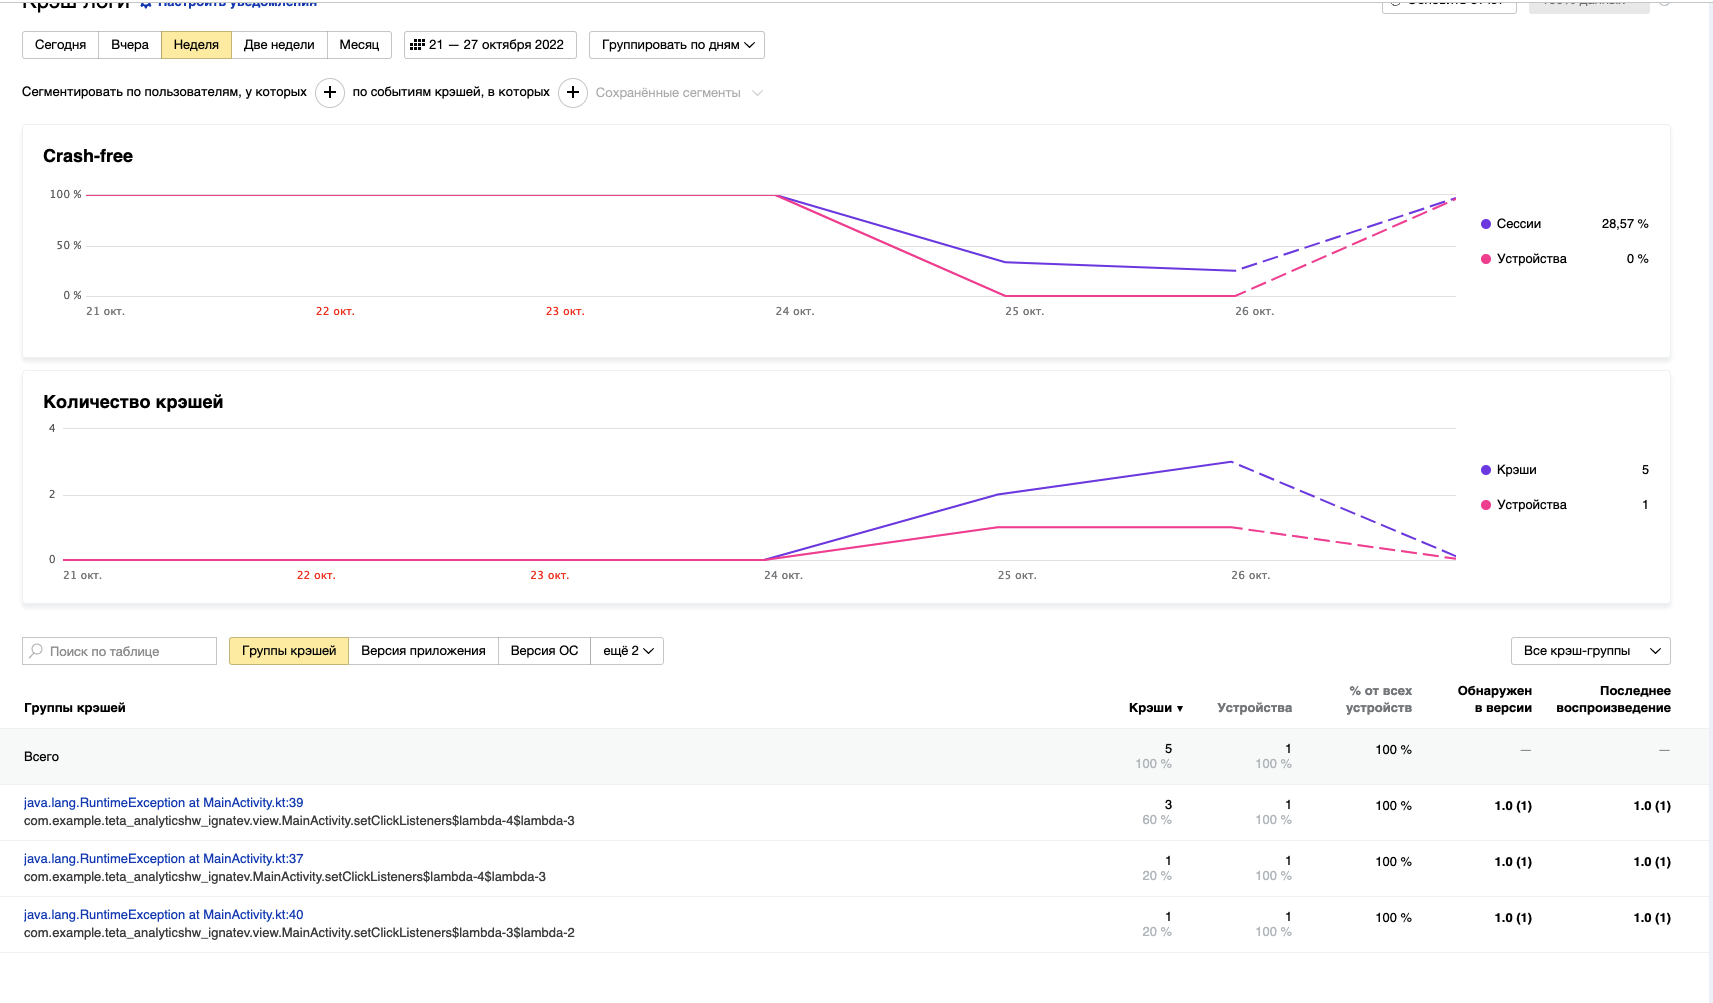 Крэш логи Настроить уведомления
Сегодня Вчера Неделя Две недели Месяц 21 — 27 октября 2022 Группировать по дням
Сегментировать по пользователям, у которых + по событиям крэшей, в которых + Сохранённые сегменты
Crash-free
100 %
50 %
0 %
21 окт. 22 окт. 23 окт. 24 окт. 25 окт. 26 окт.
Сессии 28,57 %
Устройства 0 %
Количество крэшей
4
2
0
21 окт. 22 окт. 23 окт. 24 окт. 25 окт. 26 окт.
Крэши 5
Устройства 1
Поиск по таблице Группы крэшей Версия приложения Версия ОС ещё 2 Все крэш-группы
Группы крэшей Крэши ▼ Устройства % от всех устройств Обнаружен в версии Последнее воспроизведение
Всего 5 100 % 1 100 % 100 % — —
java.lang.RuntimeException at MainActivity.kt:39 3 1 100 % 1.0 (1) 1.0 (1)
com.example.teta_analyticshw_ignatev.view.MainActivity.setClickListeners$lambda-4$lambda-3 60 % 100 %
java.lang.RuntimeException at MainActivity.kt:37 1 1 100 % 1.0 (1) 1.0 (1)
com.example.teta_analyticshw_ignatev.MainActivity.setClickListeners$lambda-4$lambda-3 20 % 100 %
java.lang.RuntimeException at MainActivity.kt:40 1 1 100 % 1.0 (1) 1.0 (1)
com.example.teta_analyticshw_ignatev.view.MainActivity.setClickListeners$lambda-3$lambda-2 20 % 100 %